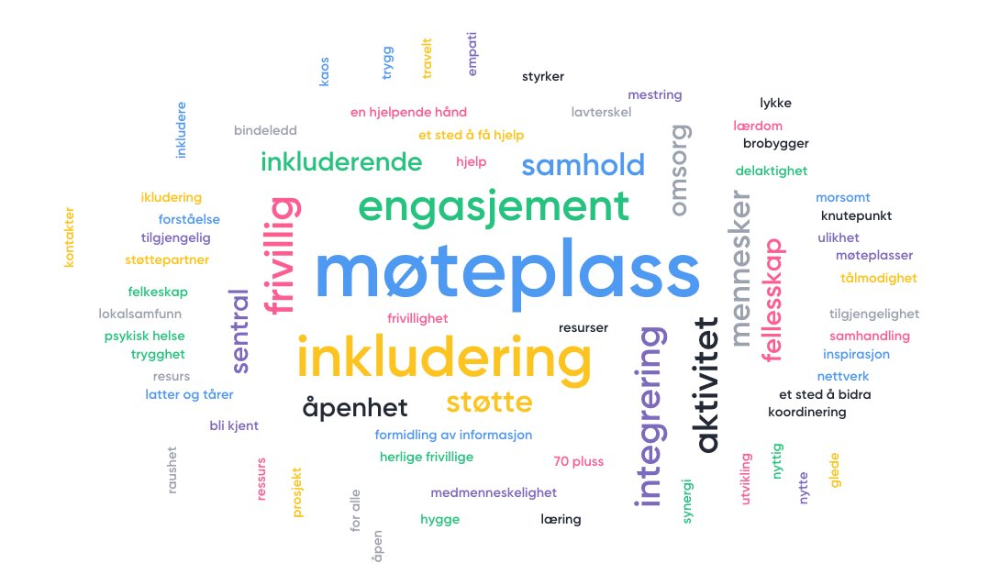 kaos
trygg
travelt
empati
styrker
mestring
inkludere
en hjelpende hånd
lavterskel
lykke
bindeledd
et sted å få hjelp
omsorg
lærdom
brobygger
inkluderende
hjelp
samhold
delaktighet
ikludering
frivillig
engasjement
mennesker
morsomt
kontakter
forståelse
knutepunkt
tilgjengelig
ulikhet
støttepartner
møteplass
fellesskap
møteplasser
tålmodighet
felkeskap
sentral
lokalsamfunn
frivillighet
resurser
tilgjengelighet
psykisk helse
inkludering
integrering
aktivitet
samhandling
trygghet
inspirasjon
resurs
nettverk
latter og tårer
åpenhet
støtte
et sted å bidra
koordinering
bli kjent
formidling av informasjon
herlige frivillige
70 pluss
raushet
ressurs
prosjekt
for alle
åpen
medmenneskelighet
hygge
læring
synergi
utvikling
nyttig
nytte
glede